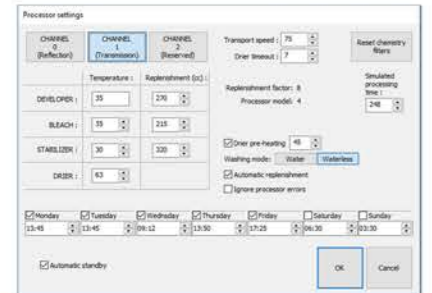 Processor settings
CHANNEL 0 (Reflection)
CHANNEL 1 (Transmission)
CHANNEL 2 (Reserved)
Transport speed : 75
Drier timeout : 7
Reset chemistry filters
Temperature :
Replenishment (cc) :
Replenishment factor: 8
Processor model: 4
Simulated processing time :
248
DEVELOPER : 35 270
BLEACH : 35 215
STABILIZER : 30 320
DRIER : 63
Drier pre-heating 45
Washing mode: Water Waterless
Automatic replenishment
Ignore processor errors
Monday Tuesday Wednsday Thursday Friday Saturday Sunday
13:45 13:45 09:12 13:50 17:25 06:30 03:30
Automatic standby
OK Cancel